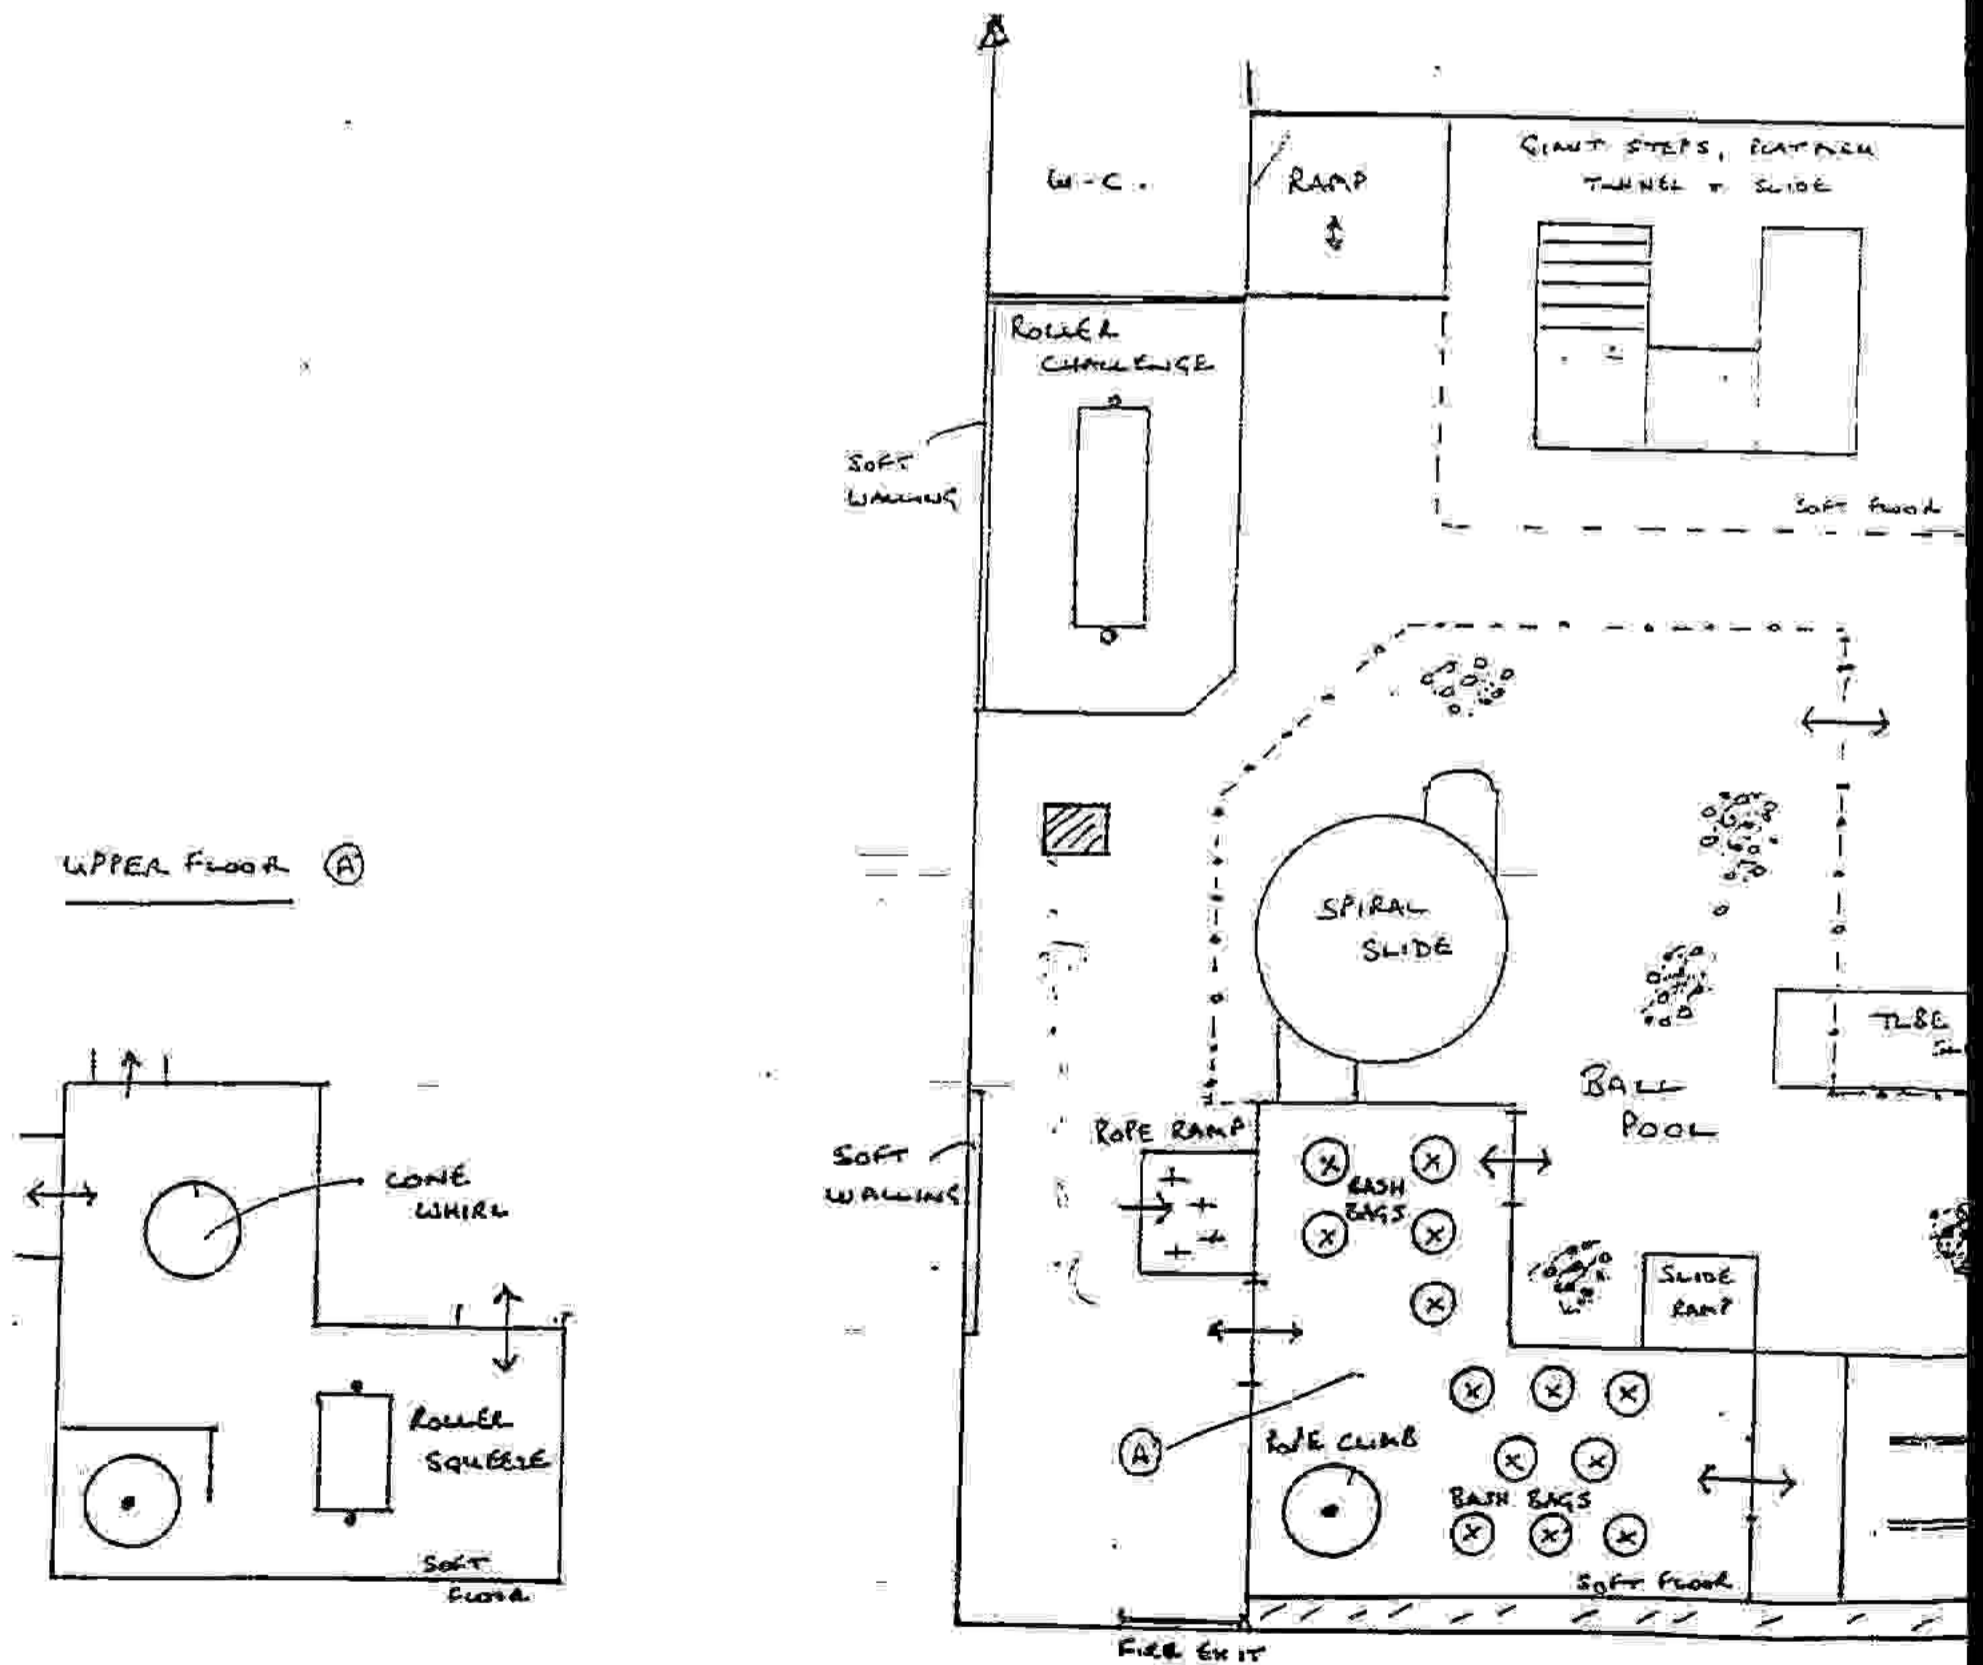 W-C.
RAMP
GIANT STEPS, PLATFORM
TUNNEL + SLIDE
ROLLER
CHALLENGE
SOFT
WALLING
SOFT FLOOR
UPPER FLOOR (A)
SPIRAL
SLIDE
TUBE
BALL
POOL
ROPE RAMP
SOFT
WALLING
BASH
BAGS
CONE
WHIRL
SLIDE
RAMP
ROLLER
SQUEEZE
(A)
ROPE CLIMB
BASH BAGS
SOFT
FLOOR
SOFT FLOOR
FIRE EXIT